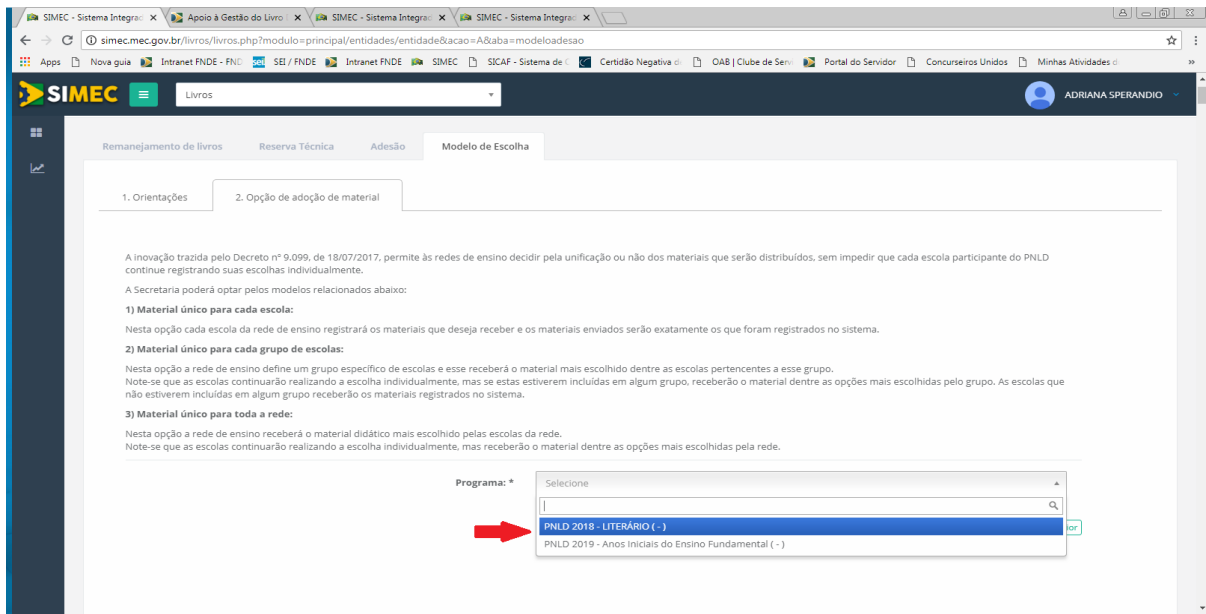 SIMEC - Sistema Integrac
Apoio à Gestão do Livro
SIMEC - Sistema Integrac
SIMEC - Sistema Integrac
simec.mec.gov.br/livros/livros.php?modulo=principal/entidades/entidade&acao=A&aba=modeloadesao
Apps Nova guia Intranet FNDE - FND SEI / FNDE Intranet FNDE SIMEC SICAF - Sistema de C Certidão Negativa d OAB | Clube de Servi Portal do Servidor Concurseiros Unidos Minhas Atividades d »
SIMEC Livros ADRIANA SPERANDIO
Remanejamento de livros Reserva Técnica Adesão Modelo de Escolha
1. Orientações 2. Opção de adoção de material
A inovação trazida pelo Decreto nº 9.099, de 18/07/2017, permite às redes de ensino decidir pela unificação ou não dos materiais que serão distribuídos, sem impedir que cada escola participante do PNLD
continue registrando suas escolhas individualmente.
A Secretaria poderá optar pelos modelos relacionados abaixo:
1) Material único para cada escola:
Nesta opção cada escola da rede de ensino registrará os materiais que deseja receber e os materiais enviados serão exatamente os que foram registrados no sistema.
2) Material único para cada grupo de escolas:
Nesta opção a rede de ensino define um grupo específico de escolas e esse receberá o material mais escolhido dentre as escolas pertencentes a esse grupo.
Note-se que as escolas continuarão realizando a escolha individualmente, mas se estas estiverem incluídas em algum grupo, receberão o material dentre as opções mais escolhidas pelo grupo. As escolas que
não estiverem incluídas em algum grupo receberão os materiais registrados no sistema.
3) Material único para toda a rede:
Nesta opção a rede de ensino receberá o material didático mais escolhido pelas escolas da rede.
Note-se que as escolas continuarão realizando a escolha individualmente, mas receberão o material dentre as opções mais escolhidas pela rede.
Programa: * Selecione
PNLD 2018 - LITERÁRIO ( - )
ior
PNLD 2019 - Anos Iniciais do Ensino Fundamental ( - )